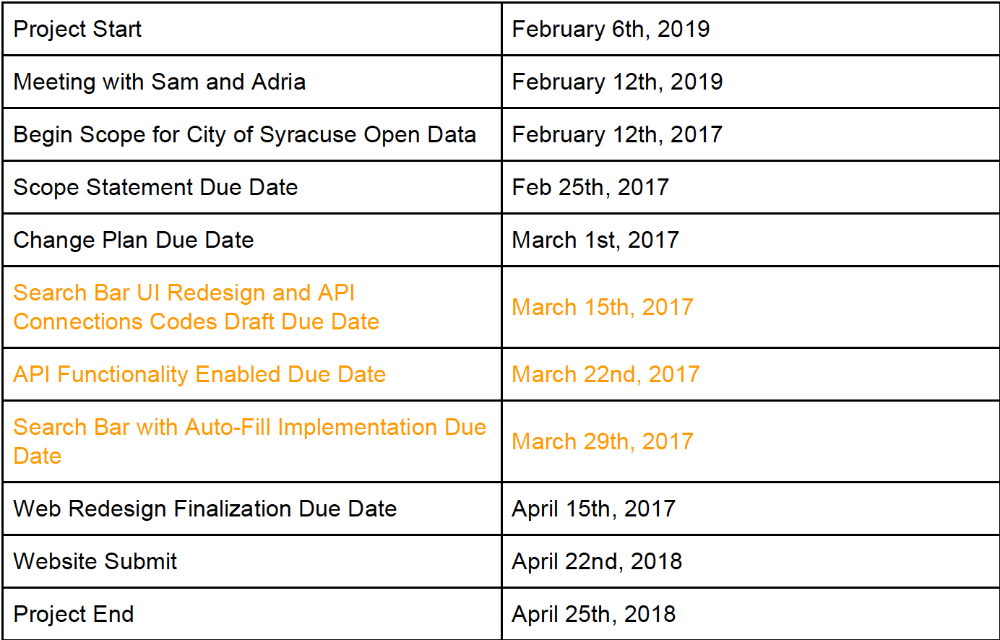 Project Start February 6th, 2019
Meeting with Sam and Adria February 12th, 2019
Begin Scope for City of Syracuse Open Data February 12th, 2017
Scope Statement Due Date Feb 25th, 2017
Change Plan Due Date March 1st, 2017
Search Bar UI Redesign and API
Connections Codes Draft Due Date
March 15th, 2017
API Functionality Enabled Due Date March 22nd, 2017
Search Bar with Auto-Fill Implementation Due
Date
March 29th, 2017
Web Redesign Finalization Due Date April 15th, 2017
Website Submit April 22nd, 2018
Project End April 25th, 2018